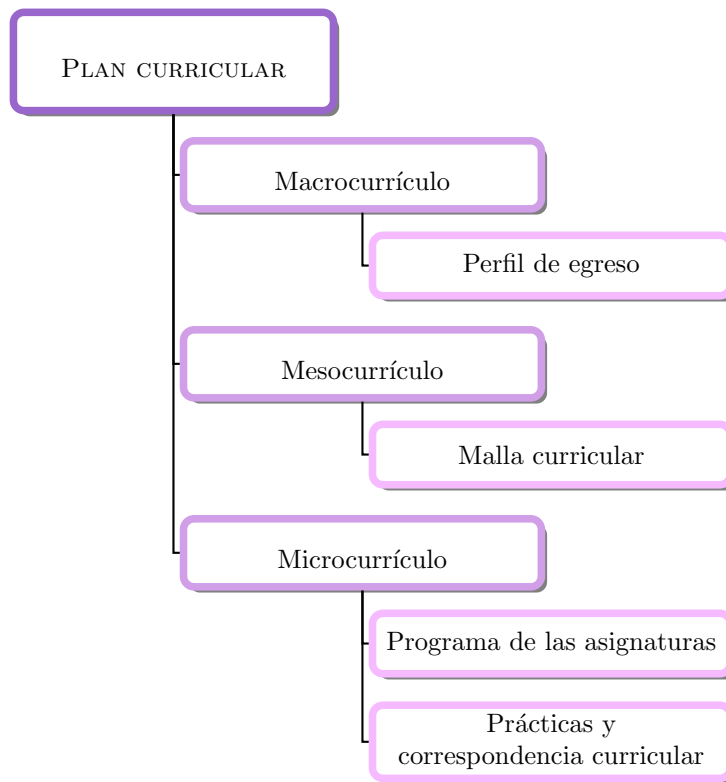 PLAN CURRICULAR
Macrocurrículo
Perfil de egreso
Mesocurrículo
Malla curricular
Microcurrículo
Programa de las asignaturas
Prácticas y
correspondencia curricular